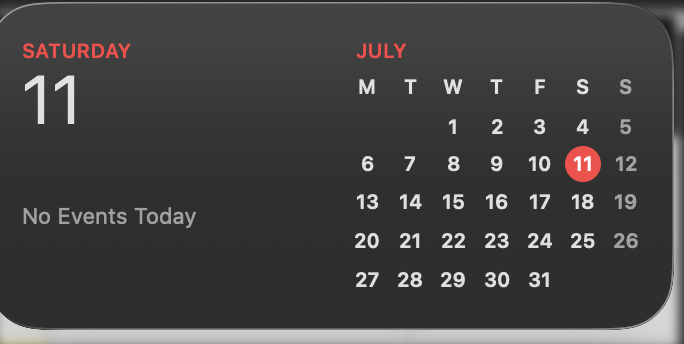 SATURDAY
11
No Events Today
JULY
M T W T F S S
1 2 3 4 5
6 7 8 9 10 11 12
13 14 15 16 17 18 19
20 21 22 23 24 25 26
27 28 29 30 31